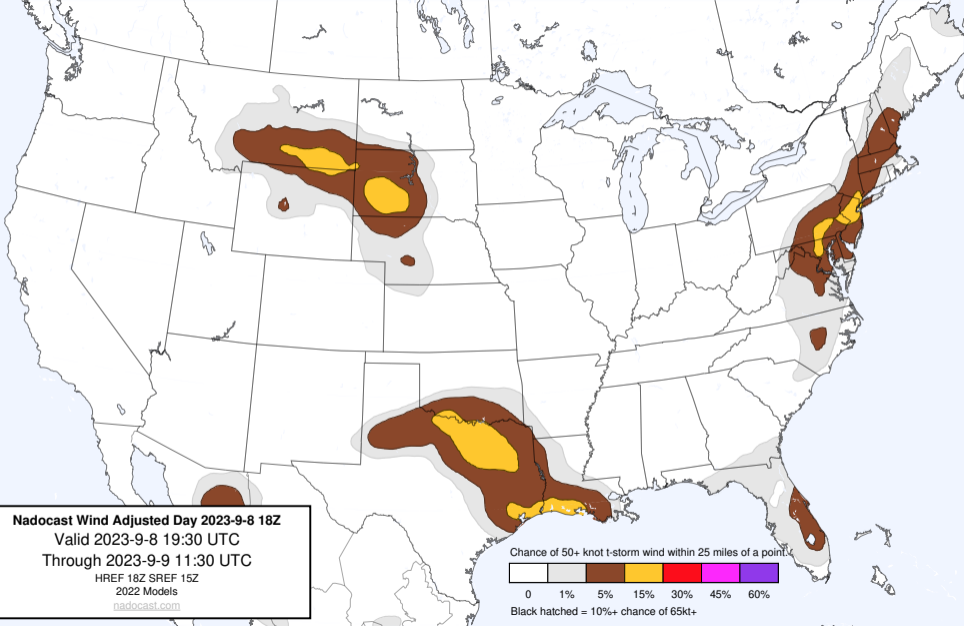 Nadocast Wind Adjusted Day 2023-9-8 18Z
Valid 2023-9-8 19:30 UTC
Through 2023-9-9 11:30 UTC
HREF 18Z SREF 15Z
2022 Models
nadocast.com
Chance of 50+ knot t-storm wind within 25 miles of a point.
0 1% 5% 15% 30% 45% 60%
Black hatched = 10%+ chance of 65kt+